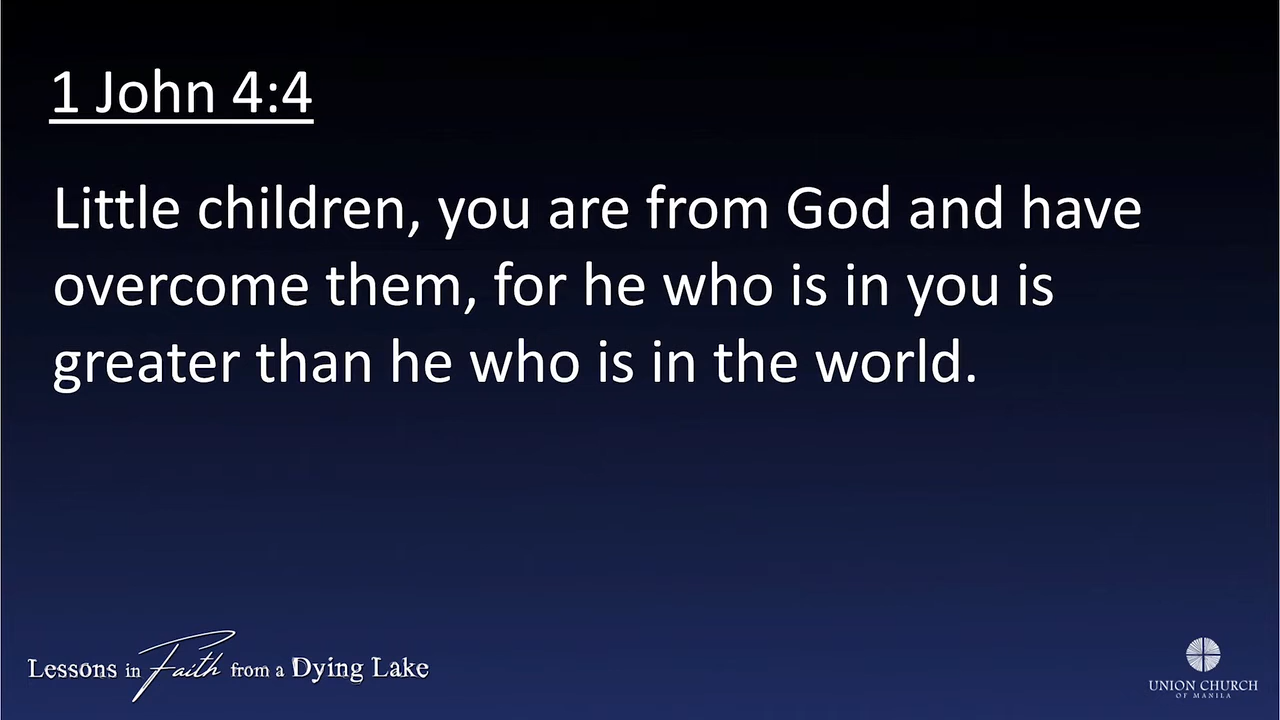 1 John 4:4
Little children, you are from God and have
overcome them, for he who is in you is
greater than he who is in the world.
Lessons in Faith from a Dying Lake
UNION CHURCH
OF MANILA